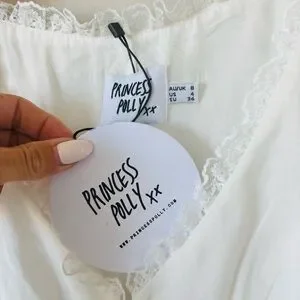 PRINCESS
POLLY xx
AU/UK 8
US 4
EU 36
PRINCESS
POLLY xx
WWW.PRINCESSPOLLY.COM